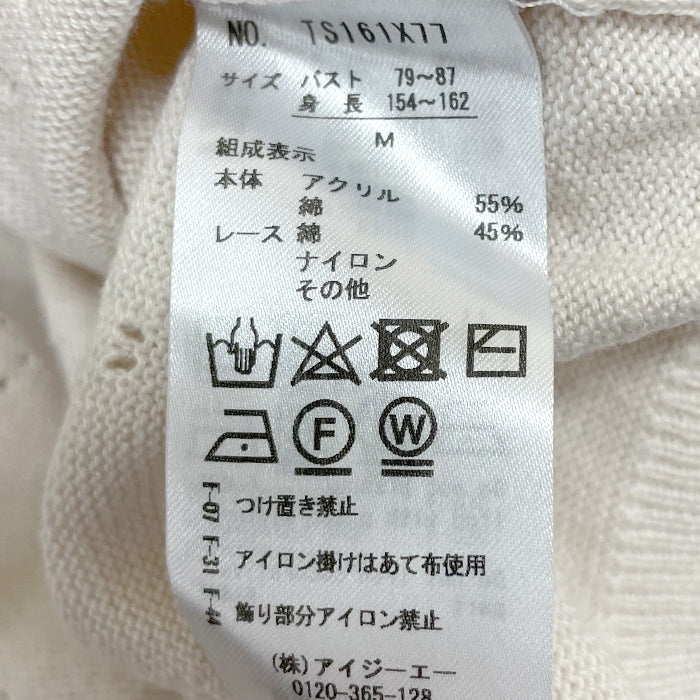 NO. TS161X77
サイズ バスト 79～87
身長 154～162
M
組成表示
本体 アクリル 55%
綿 45%
レース 綿
ナイロン
その他
F
W
F-07 つけ置き禁止
F-31 アイロン掛けはあて布使用
F-44 飾り部分アイロン禁止
(株)アイジーエー
0120-365-128